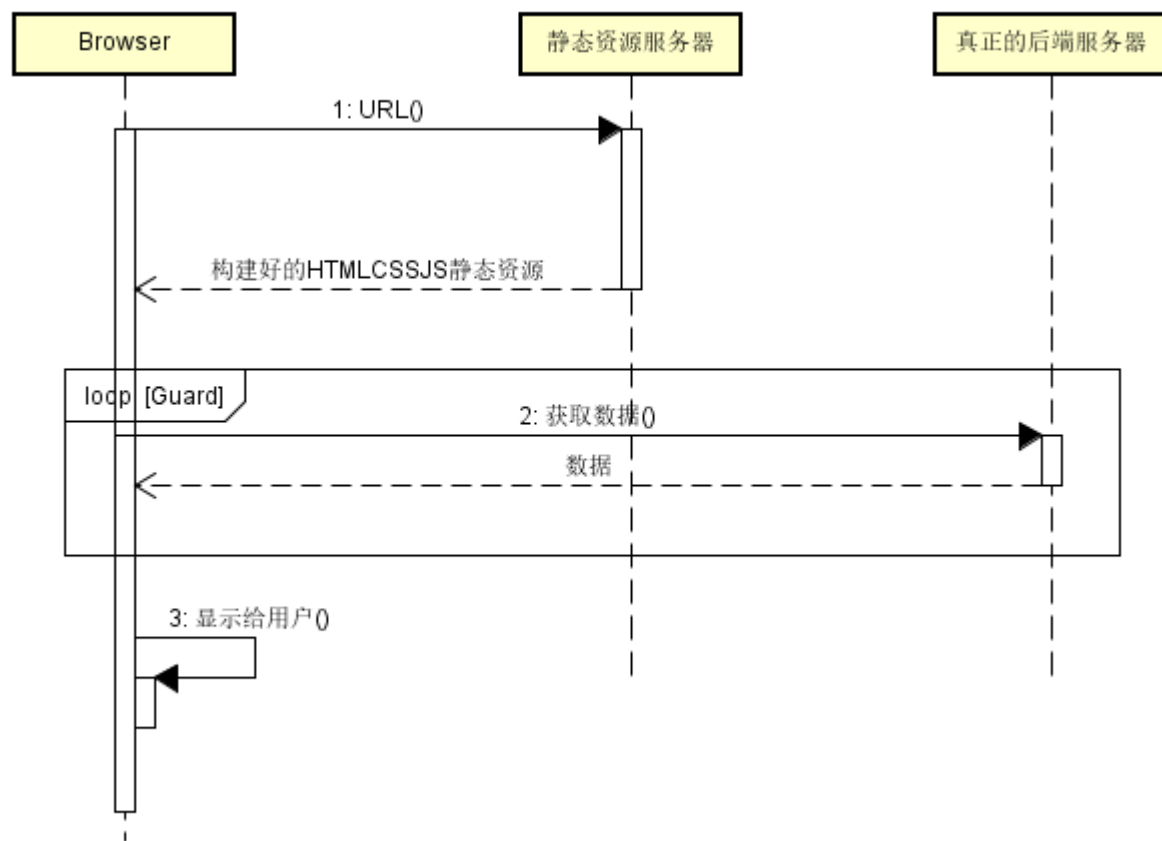 Browser
静态资源服务器
真正的后端服务器
1: URL()
构建好的HTMLCSSJS静态资源
loop [Guard]
2: 获取数据()
数据
3: 显示给用户()